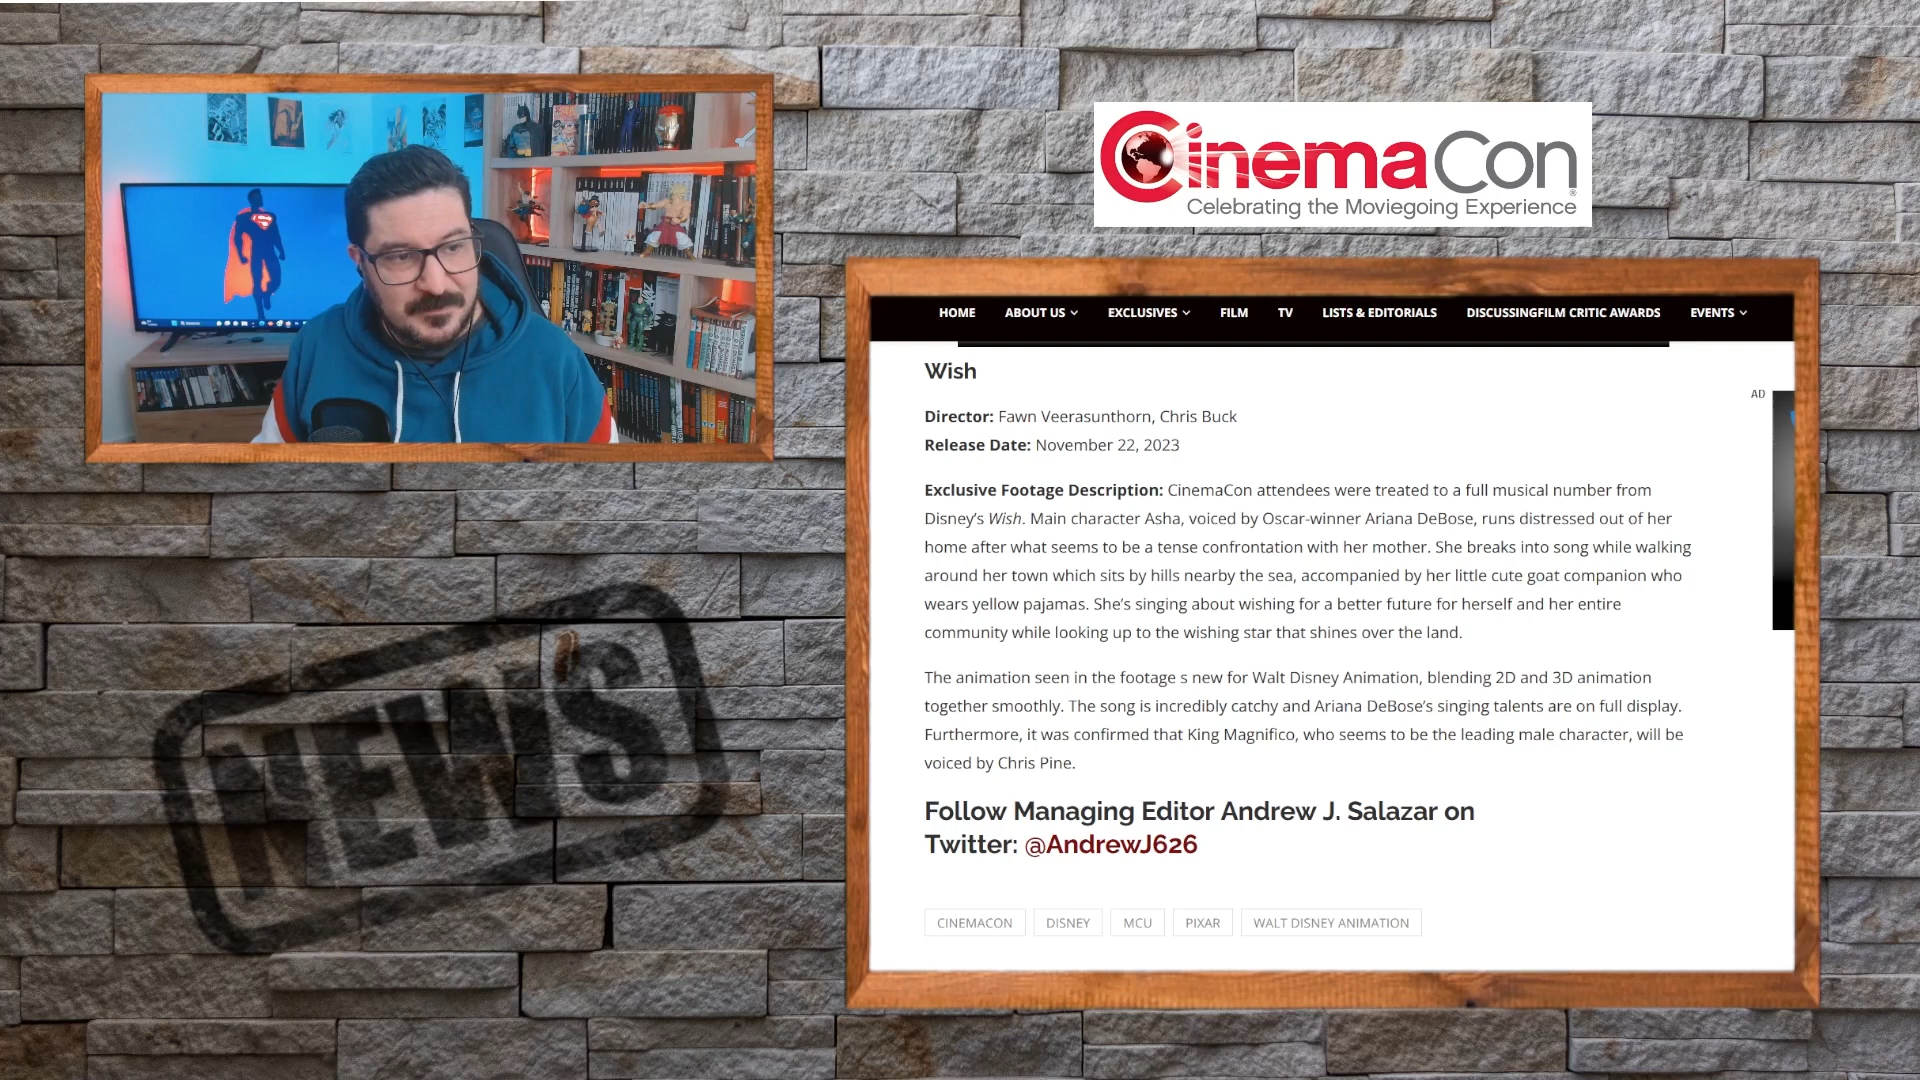 CinemaCon®
Celebrating the Moviegoing Experience
HOME ABOUT US EXCLUSIVES FILM TV LISTS & EDITORIALS DISCUSSINGFILM CRITIC AWARDS EVENTS
Wish
AD
Director: Fawn Veerasunthorn, Chris Buck
Release Date: November 22, 2023
Exclusive Footage Description: CinemaCon attendees were treated to a full musical number from
Disney’s Wish. Main character Asha, voiced by Oscar-winner Ariana DeBose, runs distressed out of her
home after what seems to be a tense confrontation with her mother. She breaks into song while walking
around her town which sits by hills nearby the sea, accompanied by her little cute goat companion who
wears yellow pajamas. She’s singing about wishing for a better future for herself and her entire
community while looking up to the wishing star that shines over the land.
The animation seen in the footage s new for Walt Disney Animation, blending 2D and 3D animation
together smoothly. The song is incredibly catchy and Ariana DeBose’s singing talents are on full display.
Furthermore, it was confirmed that King Magnifico, who seems to be the leading male character, will be
voiced by Chris Pine.
Follow Managing Editor Andrew J. Salazar on
Twitter: @AndrewJ626
CINEMACON DISNEY MCU PIXAR WALT DISNEY ANIMATION
NEW'S